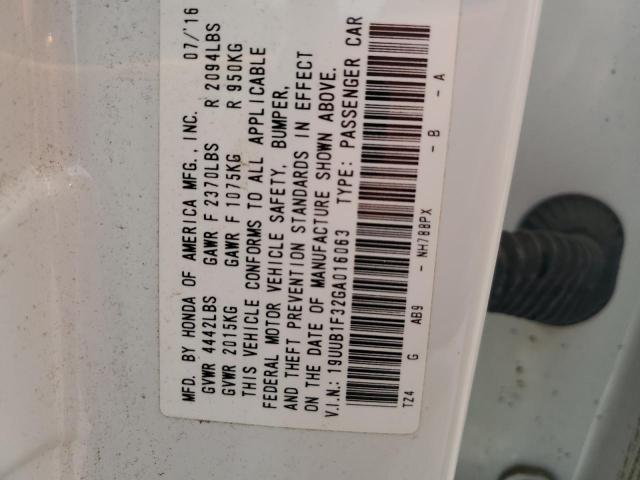 MFD. BY HONDA OF AMERICA MFG., INC. 07/'16
GVWR 4442LBS GAWR F 2370LBS R 2094LBS
GVWR 2015KG GAWR F 1075KG R 950KG
THIS VEHICLE CONFORMS TO ALL APPLICABLE
FEDERAL MOTOR VEHICLE SAFETY, BUMPER,
AND THEFT PREVENTION STANDARDS IN EFFECT
ON THE DATE OF MANUFACTURE SHOWN ABOVE.
V.I.N.: 19UUB1F32GA016063 TYPE: PASSENGER CAR
TZ4 G AB9 - NH788PX - B - A